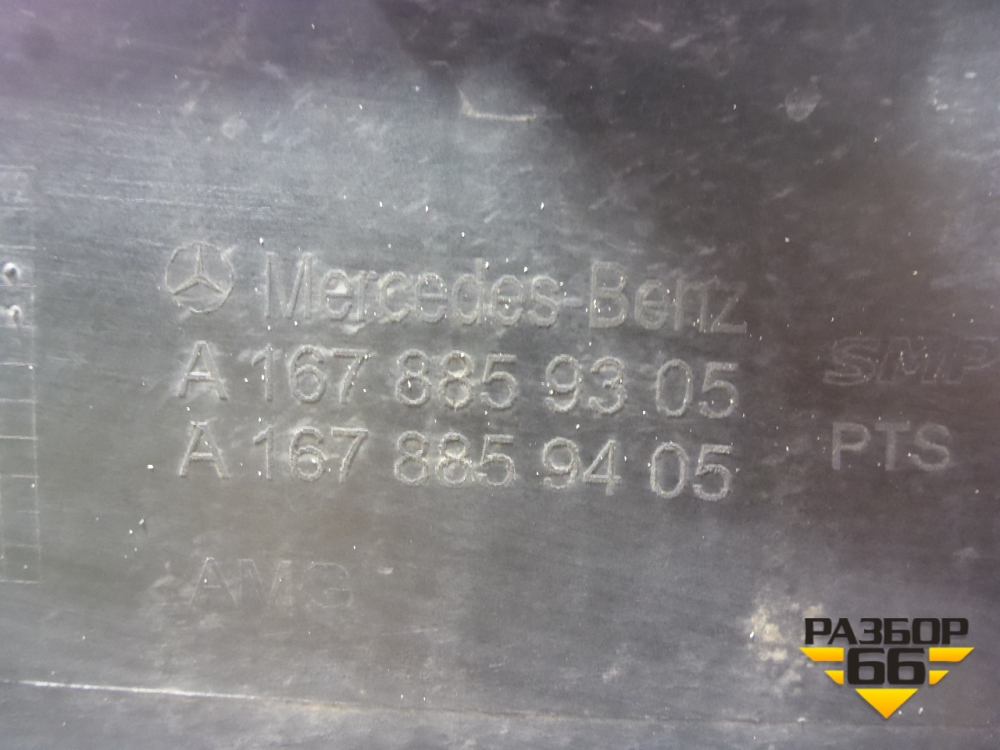 Mercedes-Benz
A 167 885 93 05
A 167 885 94 05
SMP
PTS
AMG
РАЗБОР
66